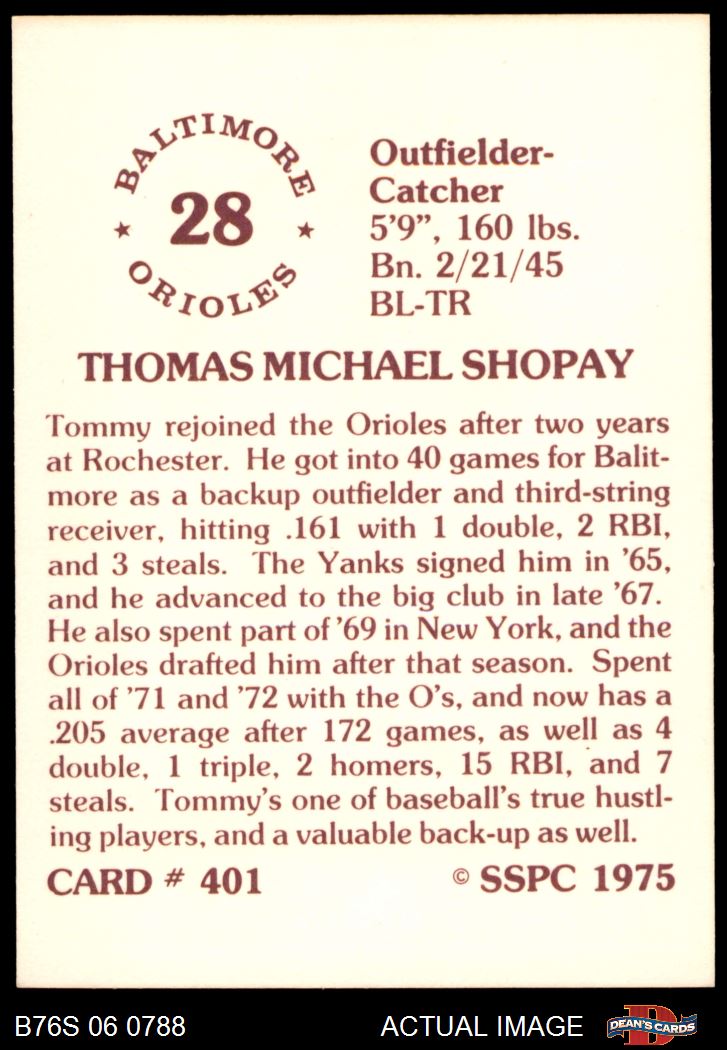 BALTIMORE
28
ORIOLES
Outfielder-
Catcher
5'9”, 160 lbs.
Bn. 2/21/45
BL-TR
THOMAS MICHAEL SHOPAY
Tommy rejoined the Orioles after two years
at Rochester. He got into 40 games for Balit-
more as a backup outfielder and third-string
receiver, hitting .161 with 1 double, 2 RBI,
and 3 steals. The Yanks signed him in '65,
and he advanced to the big club in late '67.
He also spent part of '69 in New York, and the
Orioles drafted him after that season. Spent
all of '71 and '72 with the O's, and now has a
.205 average after 172 games, as well as 4
double, 1 triple, 2 homers, 15 RBI, and 7
steals. Tommy's one of baseball's true hustl-
ing players, and a valuable back-up as well.
CARD # 401
© SSPC 1975
B76S 06 0788
ACTUAL IMAGE
D
DEAN'S CARDS